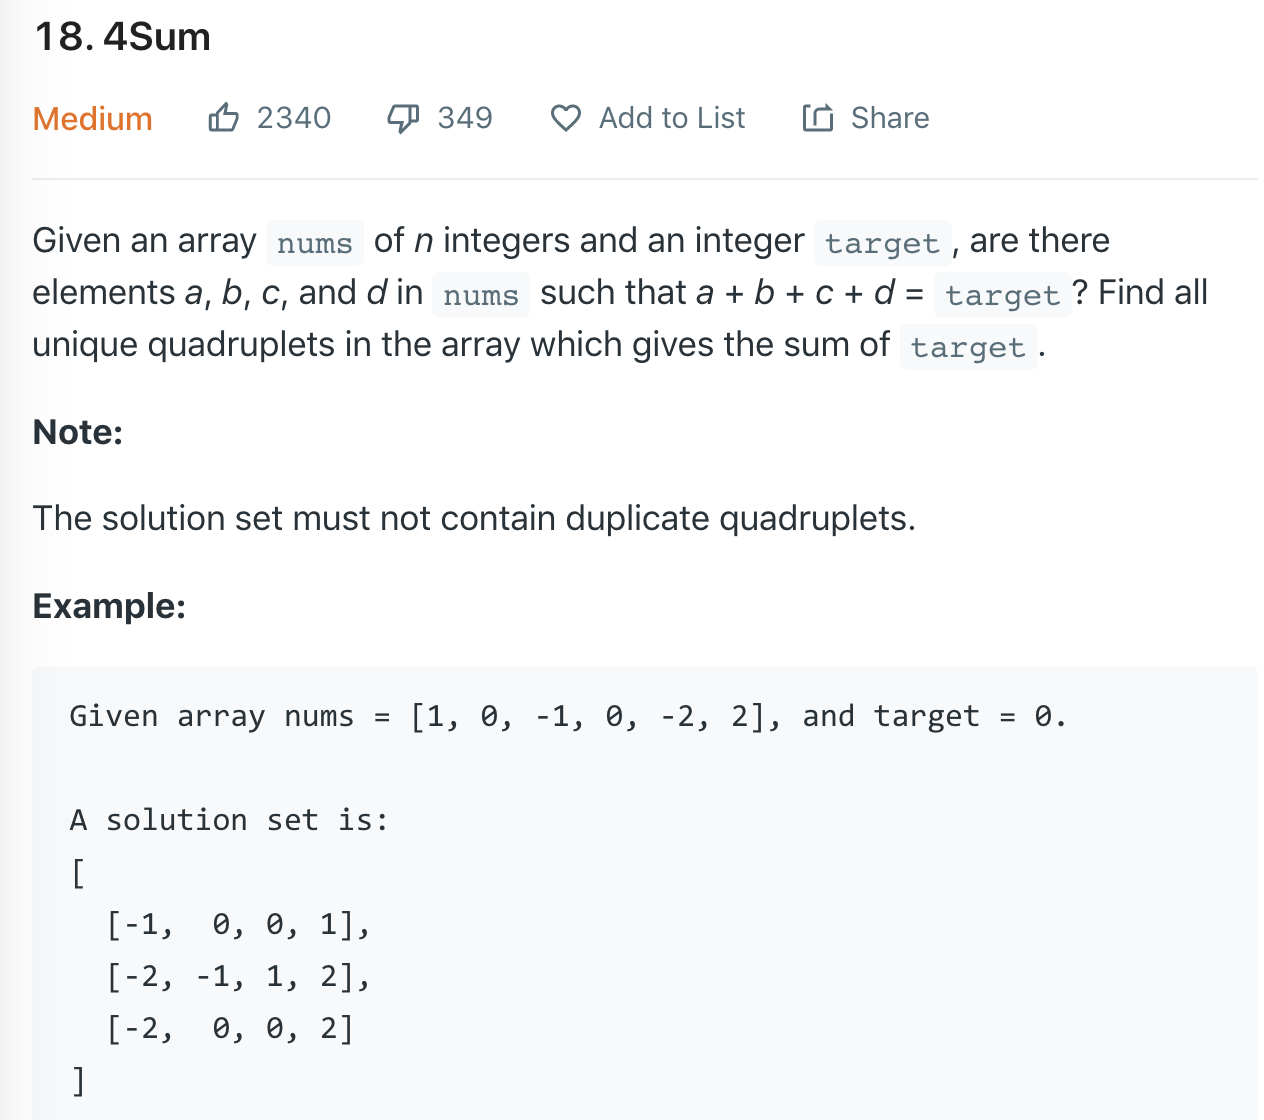 18. 4Sum
Medium 2340 349 Add to List Share
Given an array nums of n integers and an integer target , are there
elements a, b, c, and d in nums such that a + b + c + d = target ? Find all
unique quadruplets in the array which gives the sum of target .
Note:
The solution set must not contain duplicate quadruplets.
Example:
Given array nums = [1, 0, -1, 0, -2, 2], and target = 0.
A solution set is:
[
  [-1,  0, 0, 1],
  [-2, -1, 1, 2],
  [-2,  0, 0, 2]
]